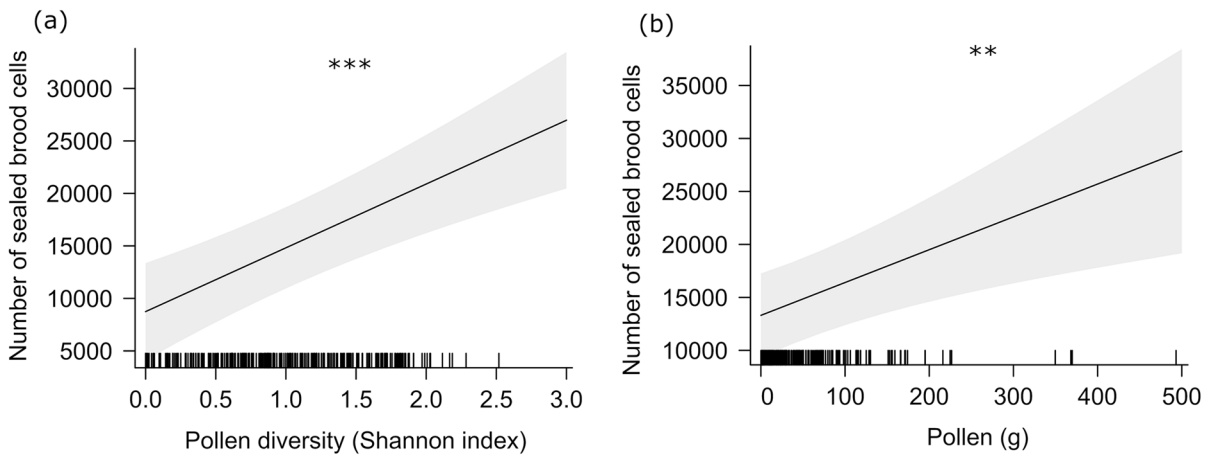 (a)
***
Number of sealed brood cells
30000
25000
20000
15000
10000
5000
0.0 0.5 1.0 1.5 2.0 2.5 3.0
Pollen diversity (Shannon index)
(b)
**
Number of sealed brood cells
35000
30000
25000
20000
15000
10000
0 100 200 300 400 500
Pollen (g)